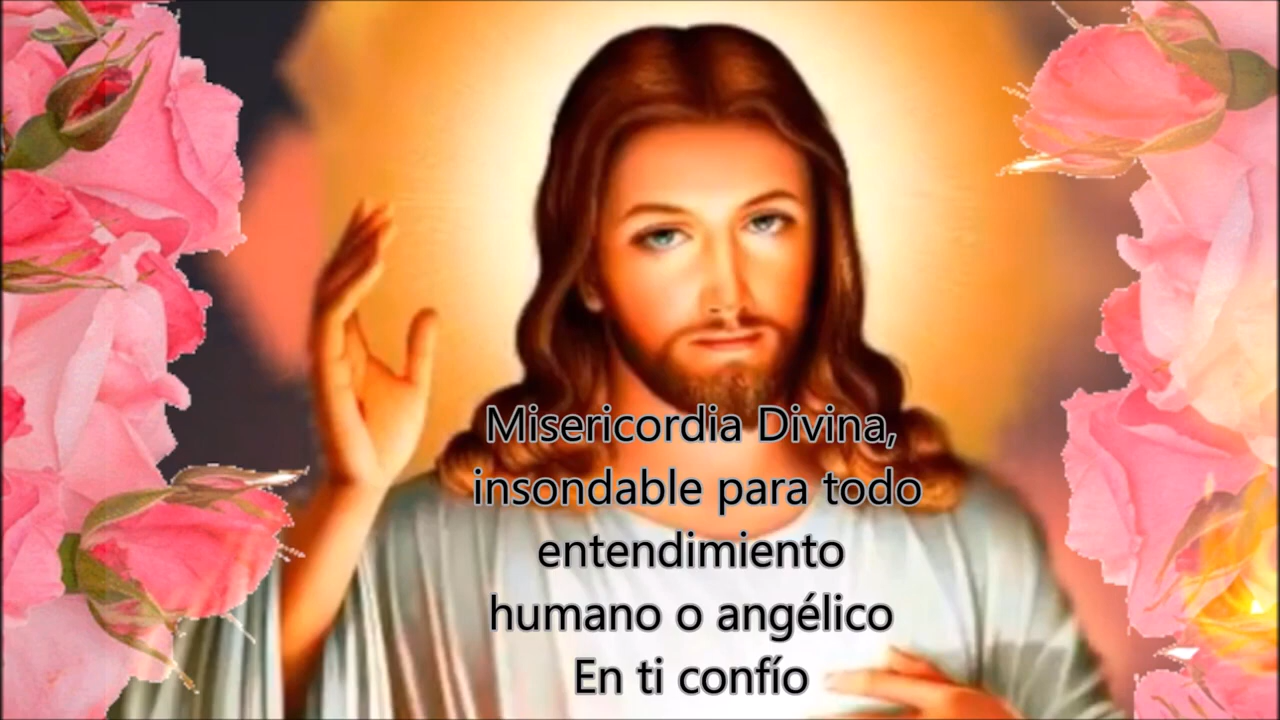 Misericordia Divina,
insondable para todo
entendimiento
humano o angélico
En ti confío